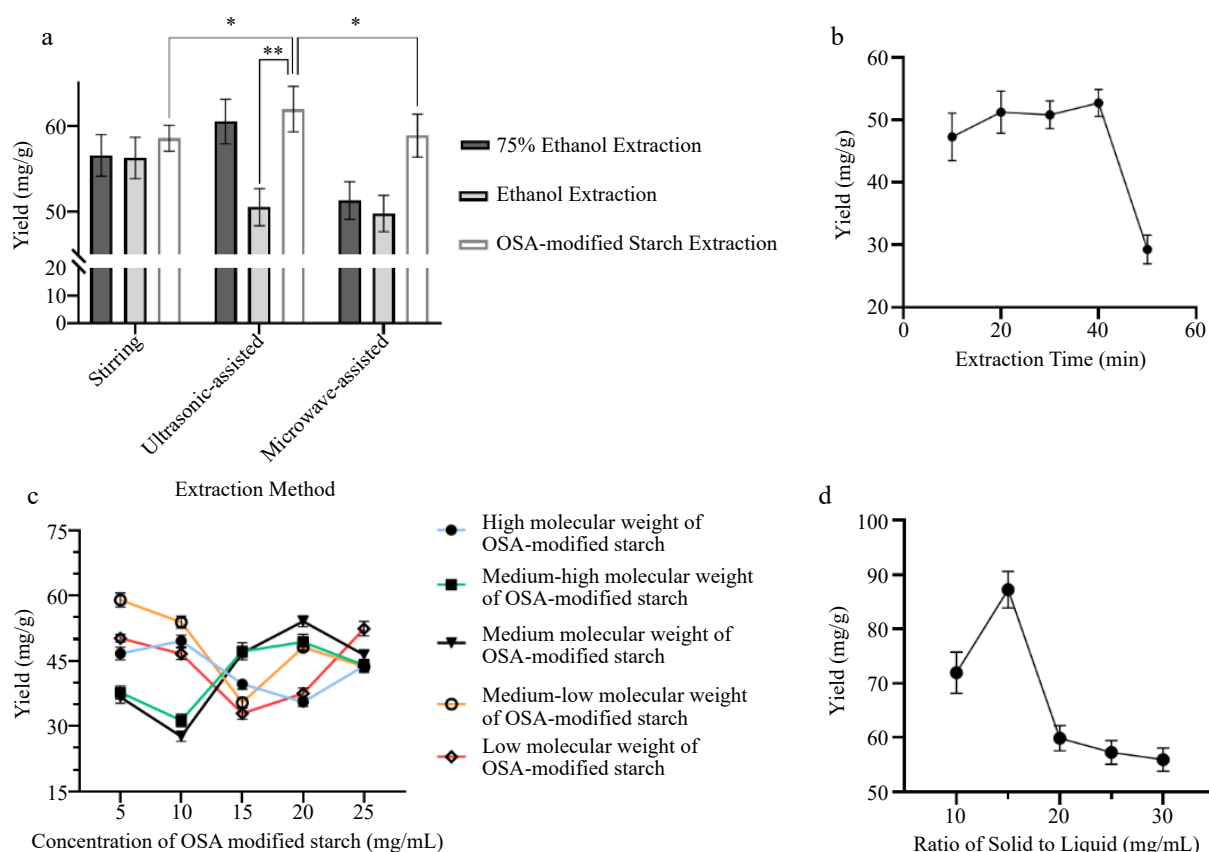 a
*
**
*
Yield (mg/g)
60
50
20
10
0
Stirring
Ultrasonic-assisted
Microwave-assisted
Extraction Method
75% Ethanol Extraction
Ethanol Extraction
OSA-modified Starch Extraction
b
Yield (mg/g)
60
50
40
30
20
0
20
40
60
Extraction Time (min)
c
Yield (mg/g)
75
60
45
30
15
5
10
15
20
25
Concentration of OSA modified starch (mg/mL)
High molecular weight of
OSA-modified starch
Medium-high molecular weight
of OSA-modified starch
Medium molecular weight of
OSA-modified starch
Medium-low molecular weight
of OSA-modified starch
Low molecular weight of
OSA-modified starch
d
Yield (mg/g)
100
90
80
70
60
50
10
20
30
Ratio of Solid to Liquid (mg/mL)